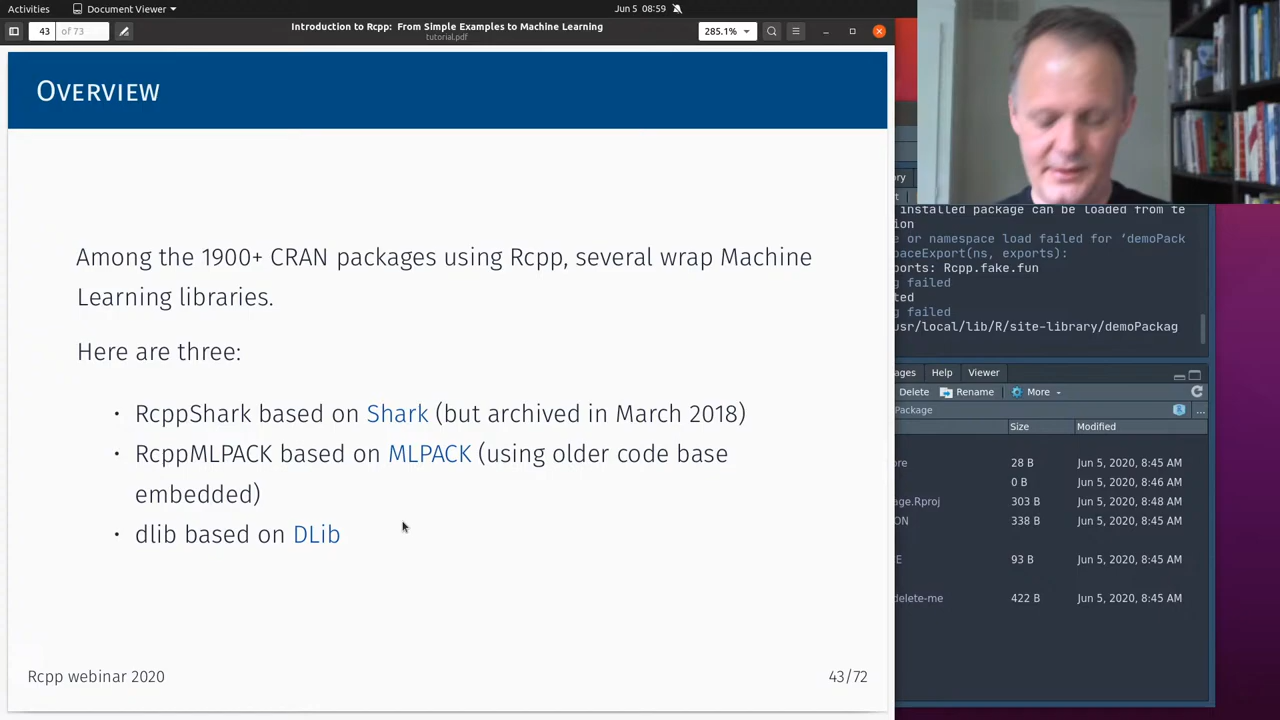 Activities
Document Viewer
Jun 5 08:59
43
of 73
Introduction to Rcpp: From Simple Examples to Machine Learning
tutorial.pdf
285.1%
OVERVIEW
Among the 1900+ CRAN packages using Rcpp, several wrap Machine
Learning libraries.
Here are three:
• RcppShark based on Shark (but archived in March 2018)
• RcppMLPACK based on MLPACK (using older code base
embedded)
• dlib based on DLib
Rcpp webinar 2020
43/72
installed package can be loaded from te
e or namespace load failed for ‘demoPack
paceExport(ns, exports):
ports: Rcpp.fake.fun
g failed
ted
g failed
usr/local/lib/R/site-library/demoPackag
ages
Help
Viewer
Delete
Rename
More
Package
Size
Modified
ore
28 B
Jun 5, 2020, 8:45 AM
0 B
Jun 5, 2020, 8:46 AM
age.Rproj
303 B
Jun 5, 2020, 8:48 AM
ON
338 B
Jun 5, 2020, 8:45 AM
E
93 B
Jun 5, 2020, 8:45 AM
delete-me
422 B
Jun 5, 2020, 8:45 AM